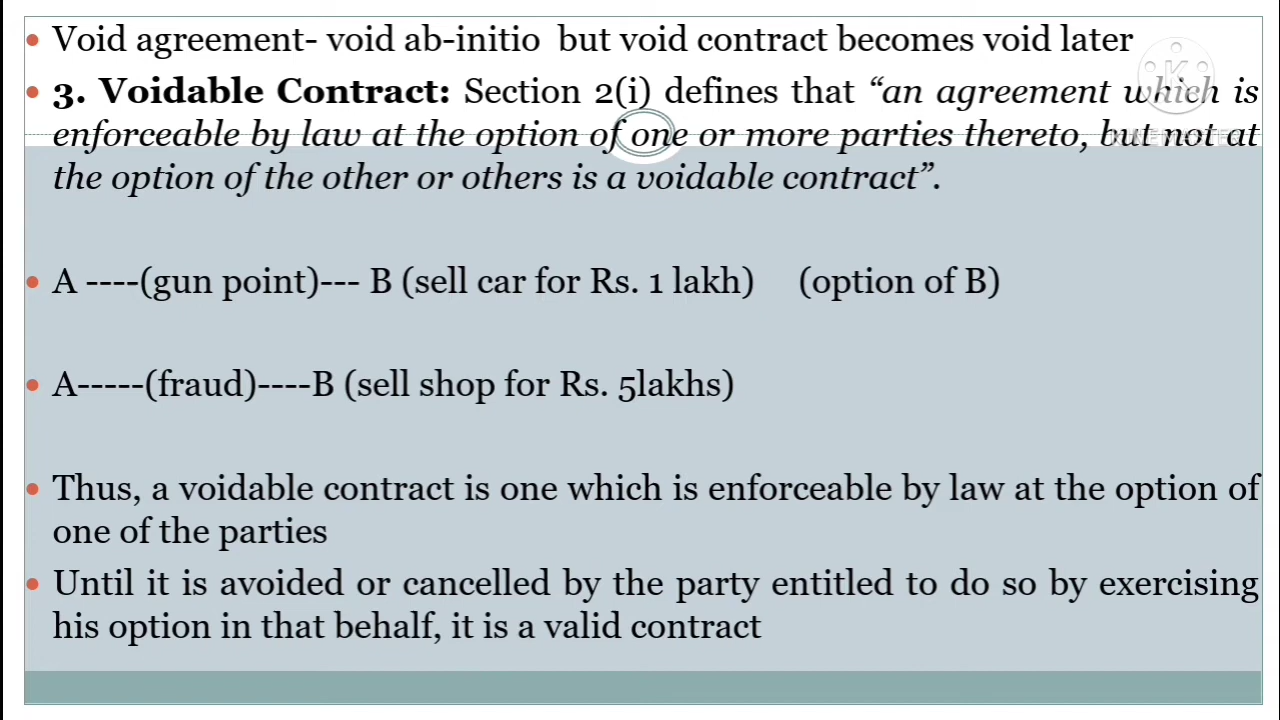 • Void agreement- void ab-initio but void contract becomes void later
• 3. Voidable Contract: Section 2(i) defines that “an agreement which is
enforceable by law at the option of one or more parties thereto, but not at
the option of the other or others is a voidable contract”.
• A ----(gun point)--- B (sell car for Rs. 1 lakh) (option of B)
• A-----(fraud)----B (sell shop for Rs. 5lakhs)
• Thus, a voidable contract is one which is enforceable by law at the option of
one of the parties
• Until it is avoided or cancelled by the party entitled to do so by exercising
his option in that behalf, it is a valid contract